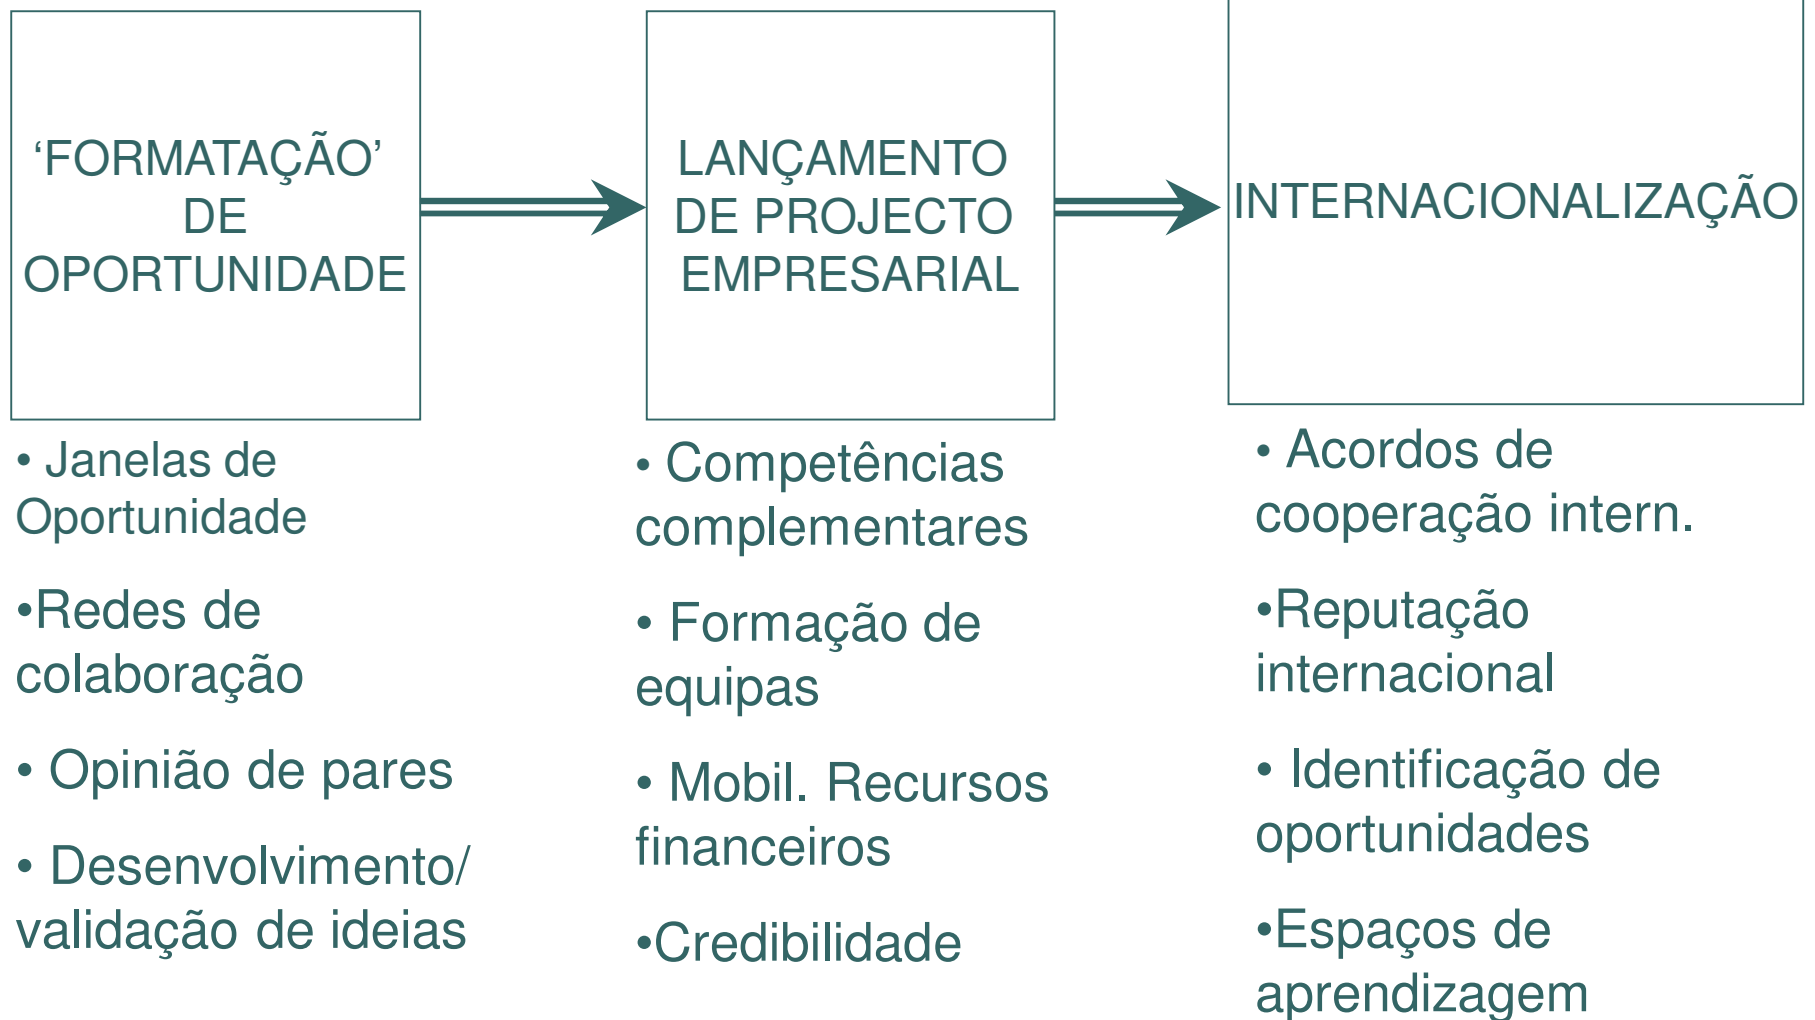 ‘FORMATAÇÃO’
DE
OPORTUNIDADE
• Janelas de
Oportunidade
•Redes de
colaboração
• Opinião de pares
• Desenvolvimento/
validação de ideias
LANÇAMENTO
DE PROJECTO
EMPRESARIAL
• Competências
complementares
• Formação de
equipas
• Mobil. Recursos
financeiros
•Credibilidade
INTERNACIONALIZAÇÃO
• Acordos de
cooperação intern.
•Reputação
internacional
• Identificação de
oportunidades
•Espaços de
aprendizagem